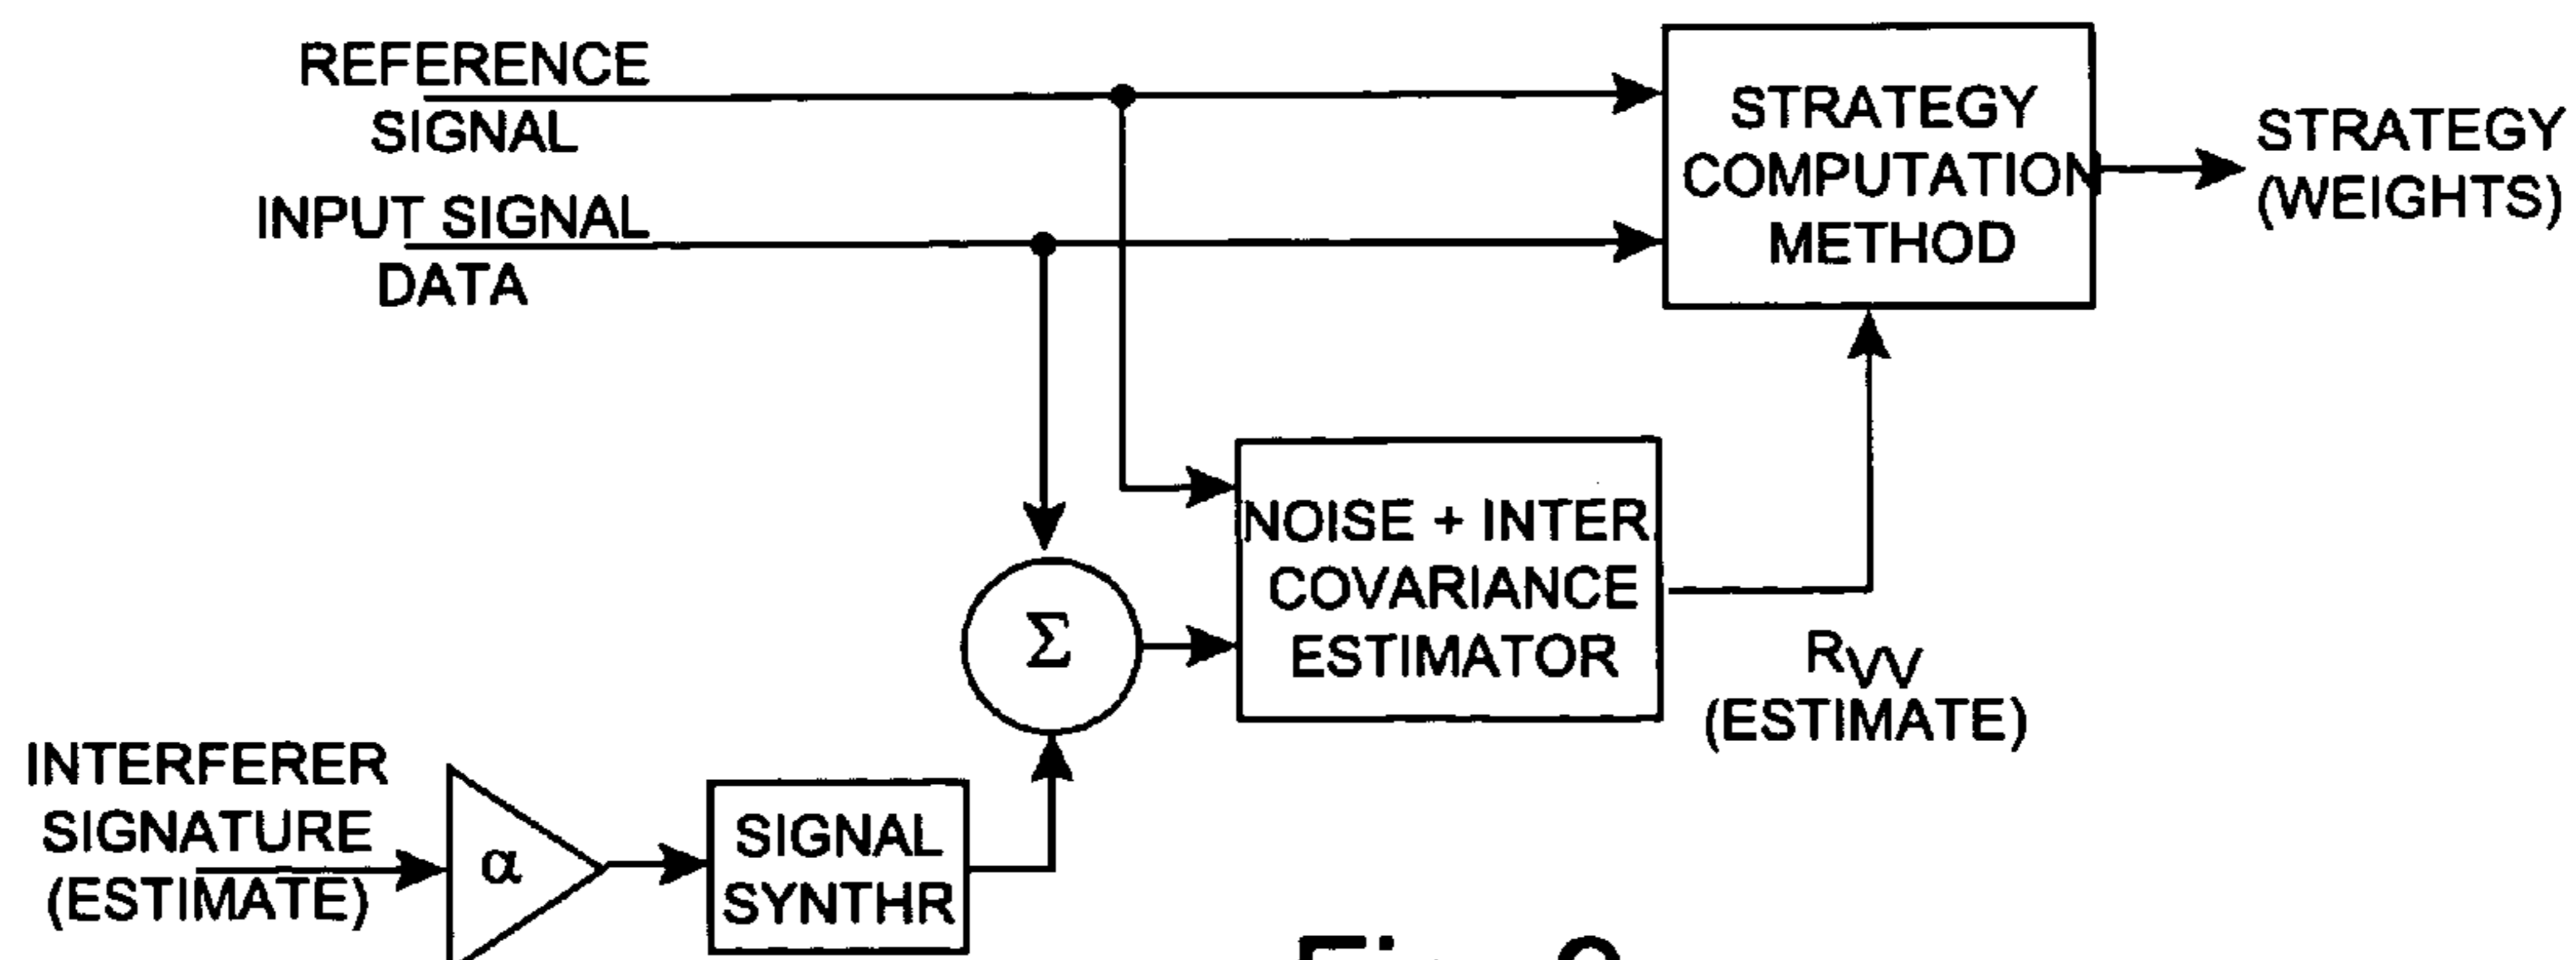 REFERENCE
SIGNAL
INPUT SIGNAL
DATA
STRATEGY
COMPUTATION
METHOD
STRATEGY
(WEIGHTS)
NOISE + INTER.
COVARIANCE
ESTIMATOR
Σ
RVV
(ESTIMATE)
INTERFERER
SIGNATURE
(ESTIMATE)
α
SIGNAL
SYNTHR